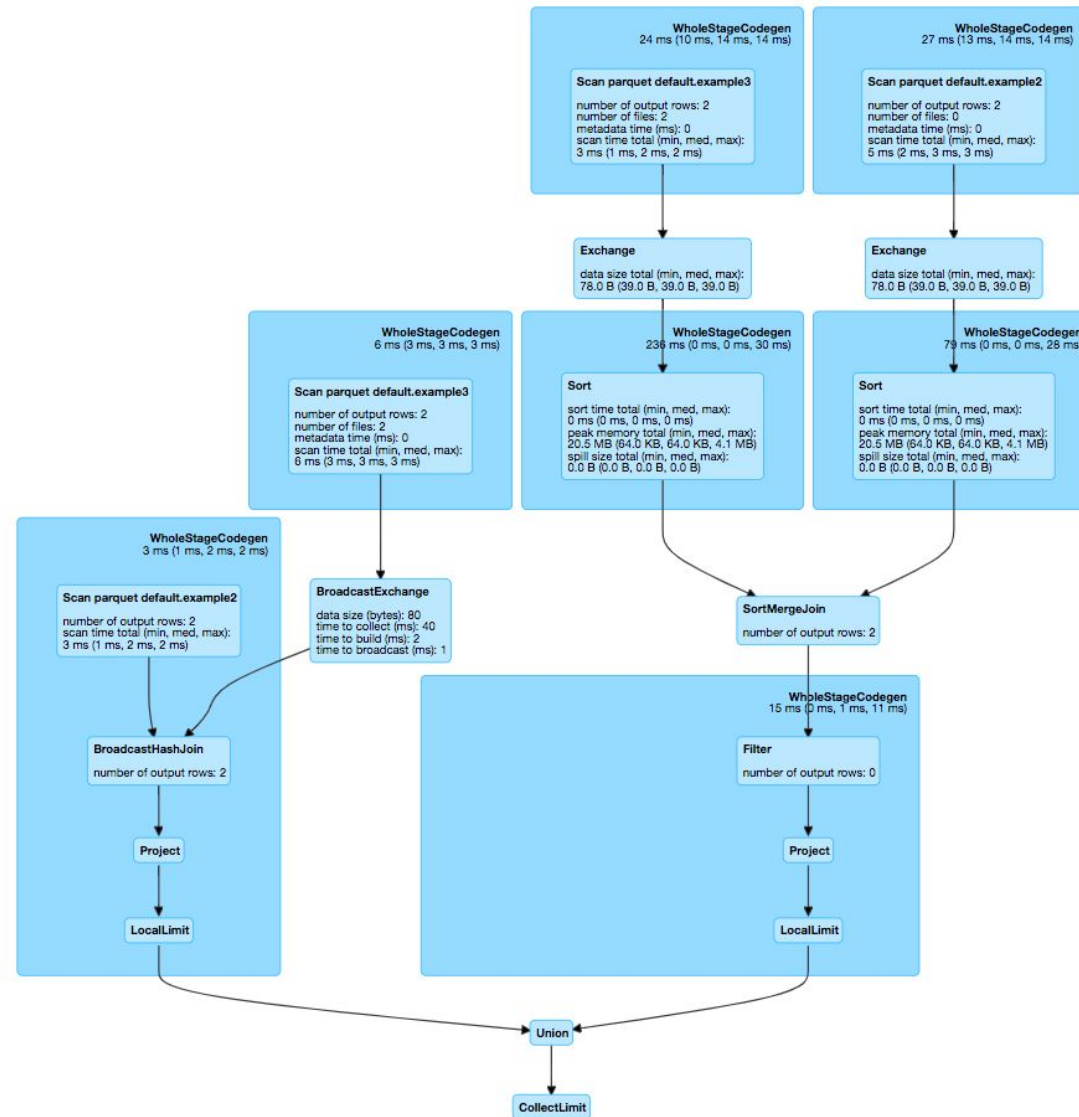 WholeStageCodegen
24 ms (10 ms, 14 ms, 14 ms)
Scan parquet default.example3
number of output rows: 2
number of files: 2
metadata time (ms): 0
scan time total (min, med, max):
3 ms (1 ms, 2 ms, 2 ms)
WholeStageCodegen
27 ms (13 ms, 14 ms, 14 ms)
Scan parquet default.example2
number of output rows: 2
number of files: 0
metadata time (ms): 0
scan time total (min, med, max):
5 ms (2 ms, 3 ms, 3 ms)
Exchange
data size total (min, med, max):
78.0 B (39.0 B, 39.0 B, 39.0 B)
Exchange
data size total (min, med, max):
78.0 B (39.0 B, 39.0 B, 39.0 B)
WholeStageCodegen
6 ms (3 ms, 3 ms, 3 ms)
Scan parquet default.example3
number of output rows: 2
number of files: 2
metadata time (ms): 0
scan time total (min, med, max):
6 ms (3 ms, 3 ms, 3 ms)
WholeStageCodegen
236 ms (0 ms, 0 ms, 30 ms)
Sort
sort time total (min, med, max):
0 ms (0 ms, 0 ms, 0 ms)
peak memory total (min, med, max):
20.5 MB (64.0 KB, 64.0 KB, 4.1 MB)
spill size total (min, med, max):
0.0 B (0.0 B, 0.0 B, 0.0 B)
WholeStageCodegen
79 ms (0 ms, 0 ms, 28 ms)
Sort
sort time total (min, med, max):
0 ms (0 ms, 0 ms, 0 ms)
peak memory total (min, med, max):
20.5 MB (64.0 KB, 64.0 KB, 4.1 MB)
spill size total (min, med, max):
0.0 B (0.0 B, 0.0 B, 0.0 B)
WholeStageCodegen
3 ms (1 ms, 2 ms, 2 ms)
Scan parquet default.example2
number of output rows: 2
scan time total (min, med, max):
3 ms (1 ms, 2 ms, 2 ms)
BroadcastExchange
data size (bytes): 80
time to collect (ms): 40
time to build (ms): 2
time to broadcast (ms): 1
SortMergeJoin
number of output rows: 2
BroadcastHashJoin
number of output rows: 2
Project
LocalLimit
WholeStageCodegen
15 ms (0 ms, 1 ms, 11 ms)
Filter
number of output rows: 0
Project
LocalLimit
Union
CollectLimit